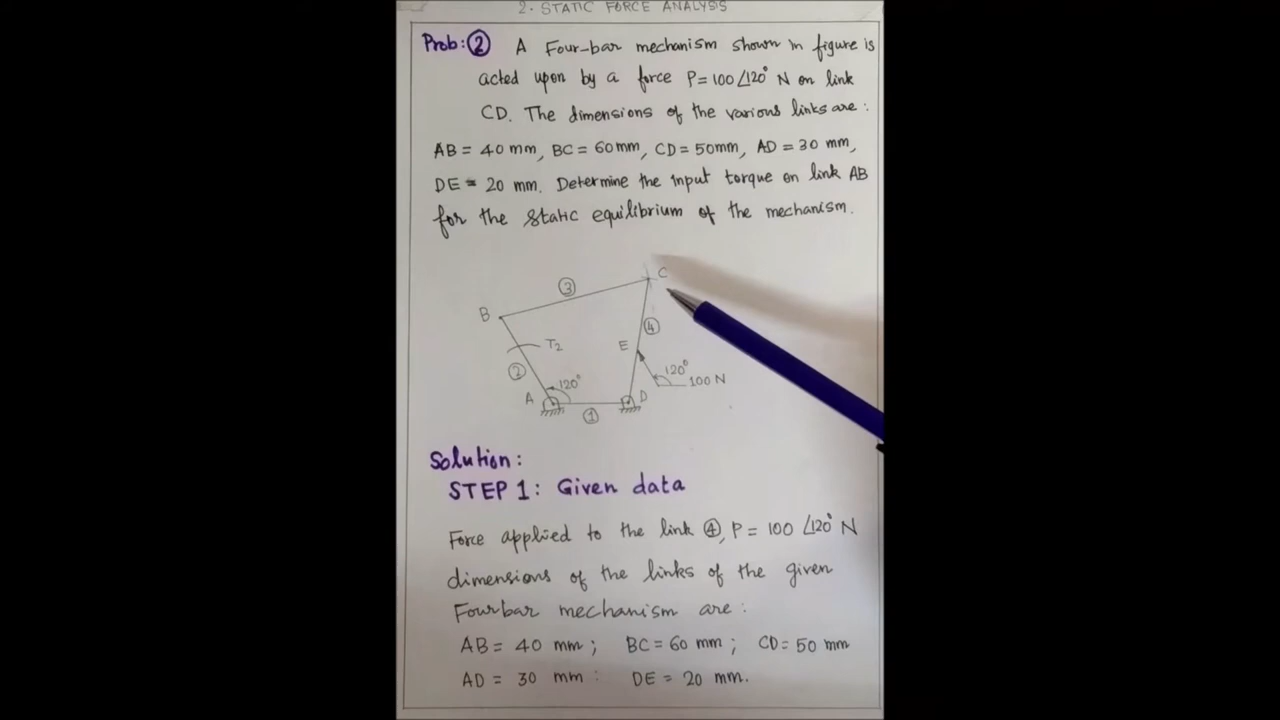 2. STATIC FORCE ANALYSIS
Prob: ② A Four-bar mechanism shown in figure is
acted upon by a force P = 100∠120° N on link
CD. The dimensions of the various links are:
AB = 40 mm, BC = 60 mm, CD = 50mm, AD = 30 mm,
DE = 20 mm. Determine the input torque on link AB
for the static equilibrium of the mechanism.
C
③
B
④
T2
E
②
120°
100 N
120°
A
D
①
Solution:
STEP 1: Given data
Force applied to the link ④, P = 100 ∠120° N
dimensions of the links of the given
Fourbar mechanism are:
AB = 40 mm; BC = 60 mm; CD = 50 mm
AD = 30 mm: DE = 20 mm.